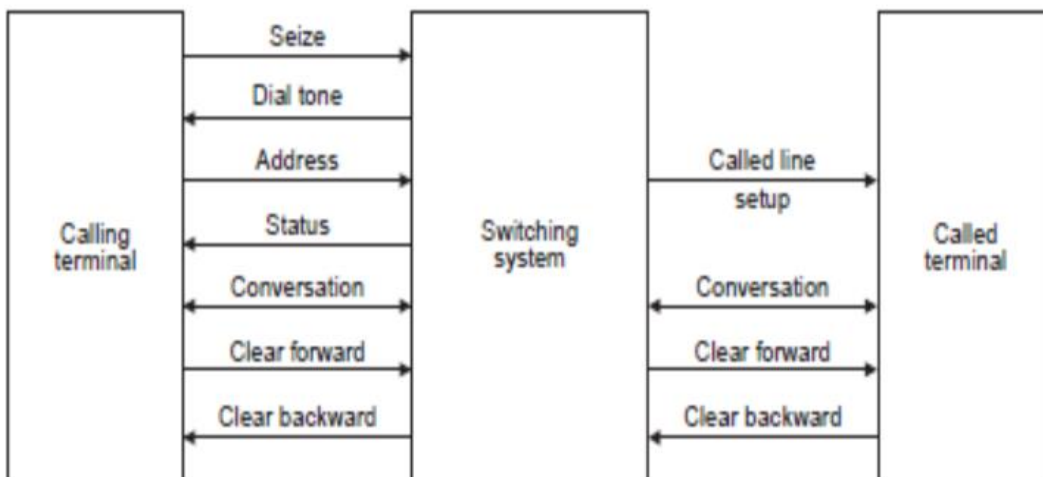 Seize
Dial tone
Address
Called line
setup
Calling
terminal
Status
Switching
system
Called
terminal
Conversation
Conversation
Clear forward
Clear forward
Clear backward
Clear backward